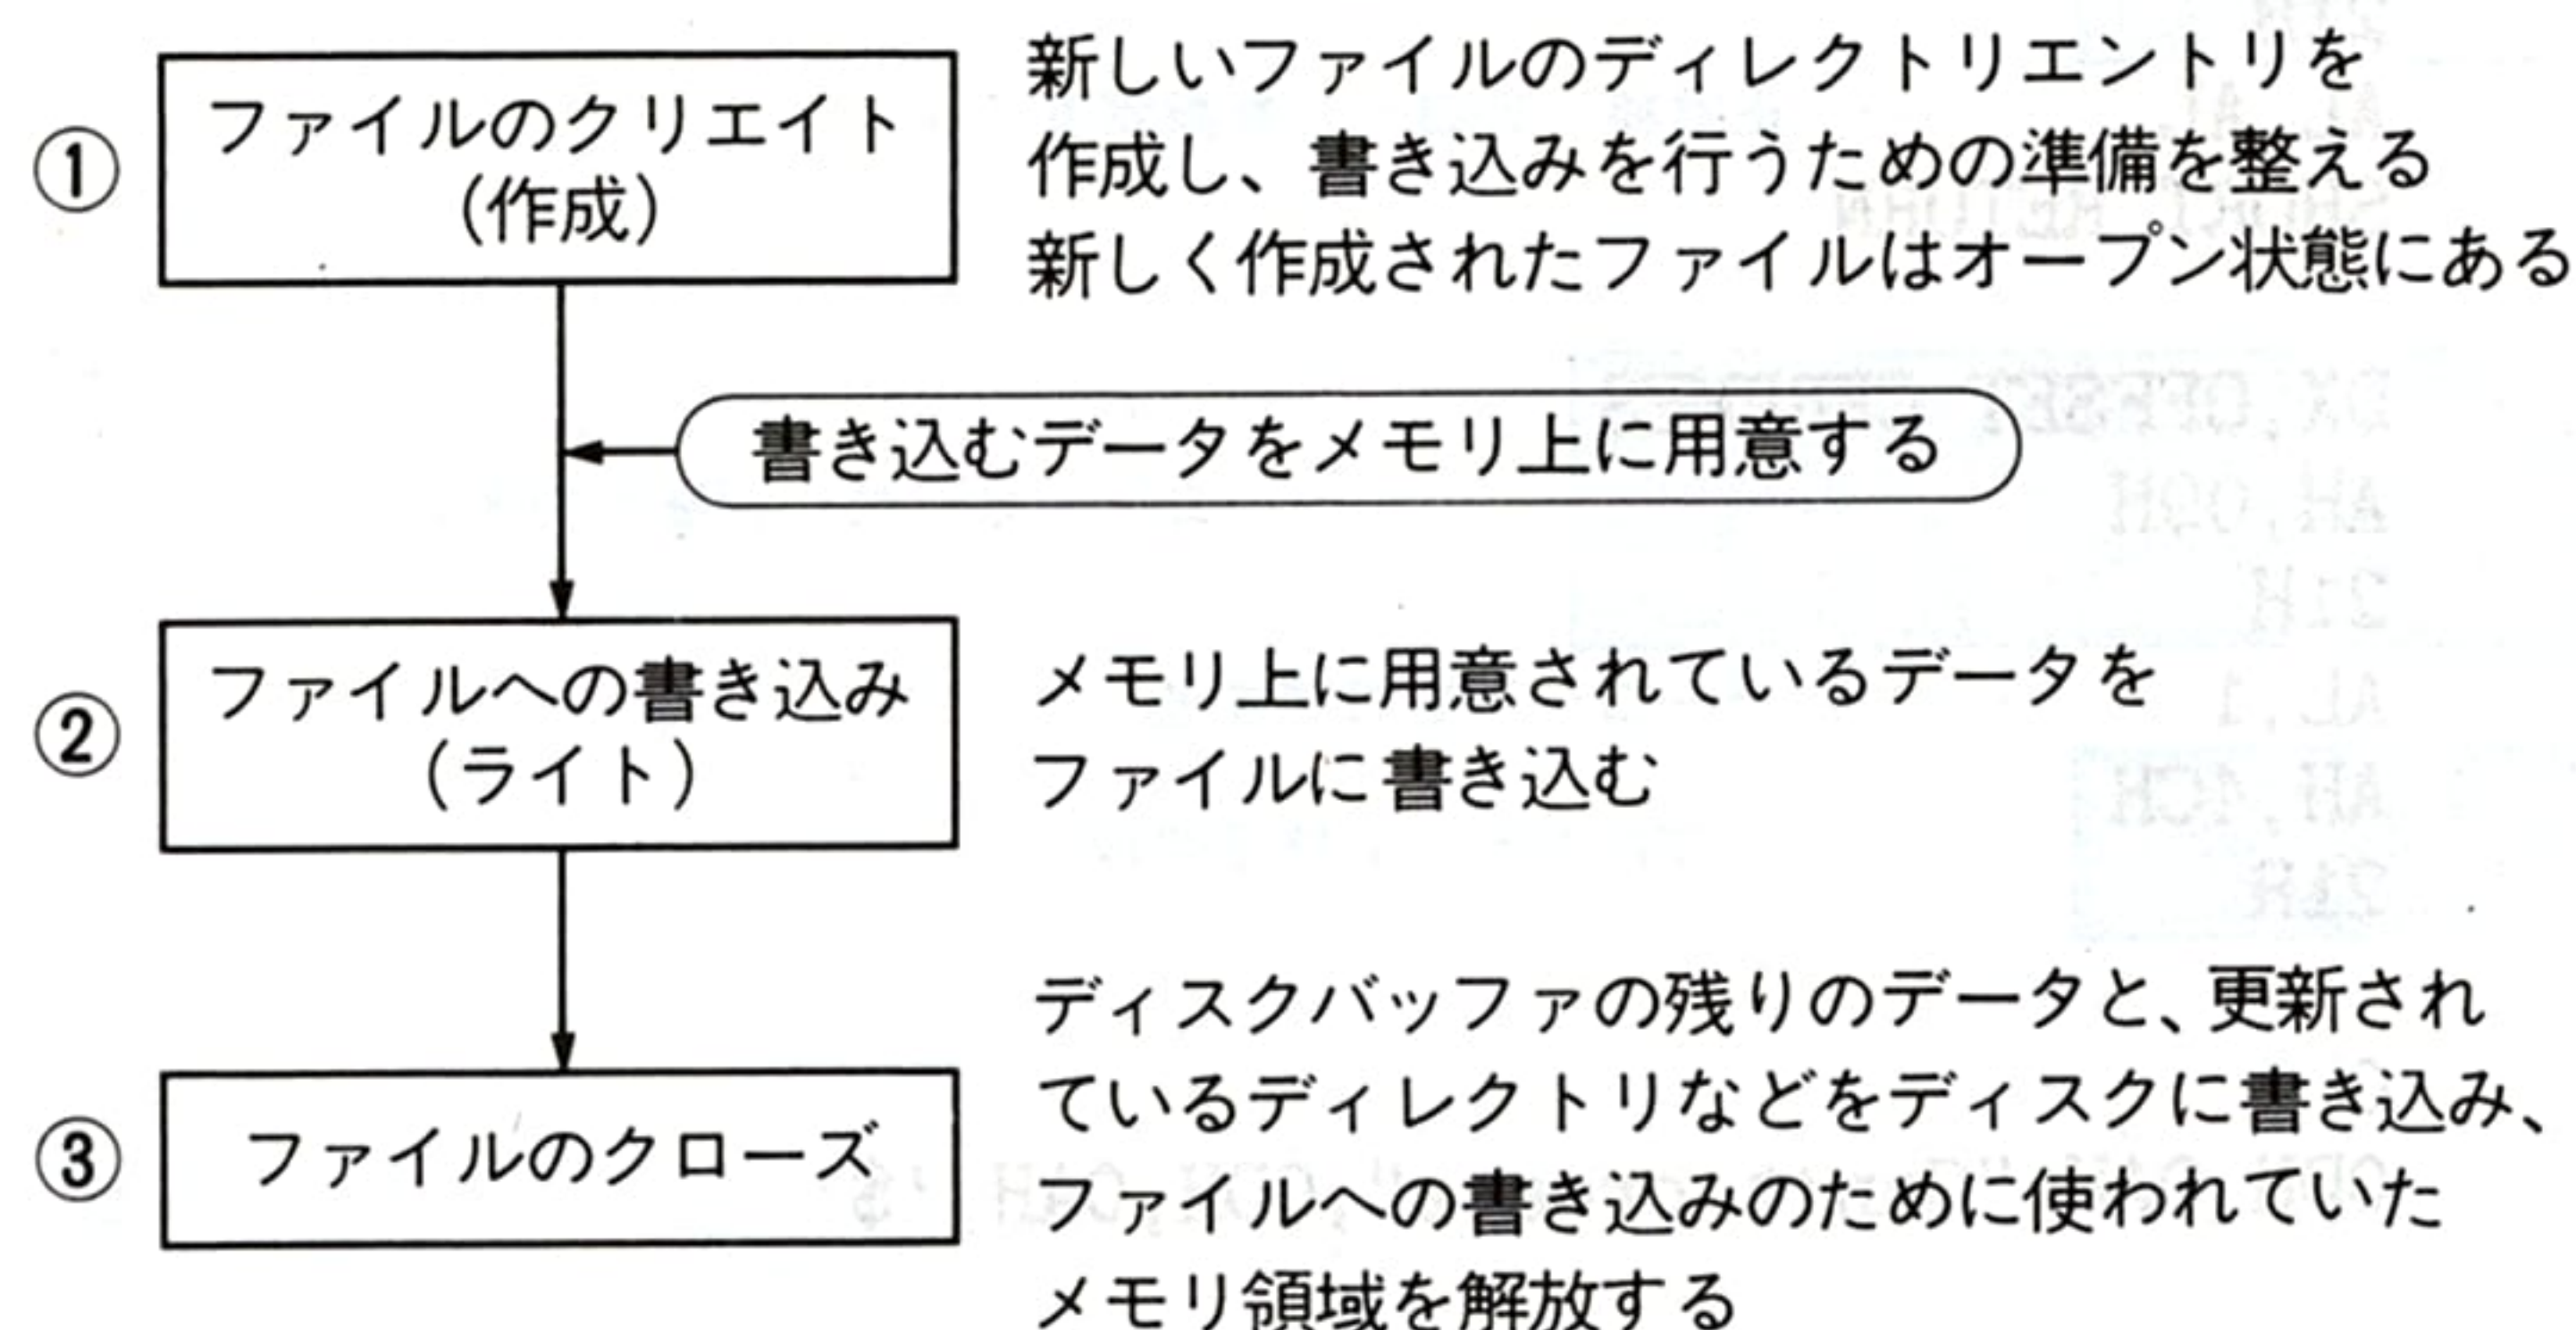 ①
ファイルのクリエイト
(作成)
新しいファイルのディレクトリエントリを
作成し、書き込みを行うための準備を整える
新しく作成されたファイルはオープン状態にある
書き込むデータをメモリ上に用意する
②
ファイルへの書き込み
(ライト)
メモリ上に用意されているデータを
ファイルに書き込む
③
ファイルのクローズ
ディスクバッファの残りのデータと、更新され
ているディレクトリなどをディスクに書き込み、
ファイルへの書き込みのために使われていた
メモリ領域を解放する